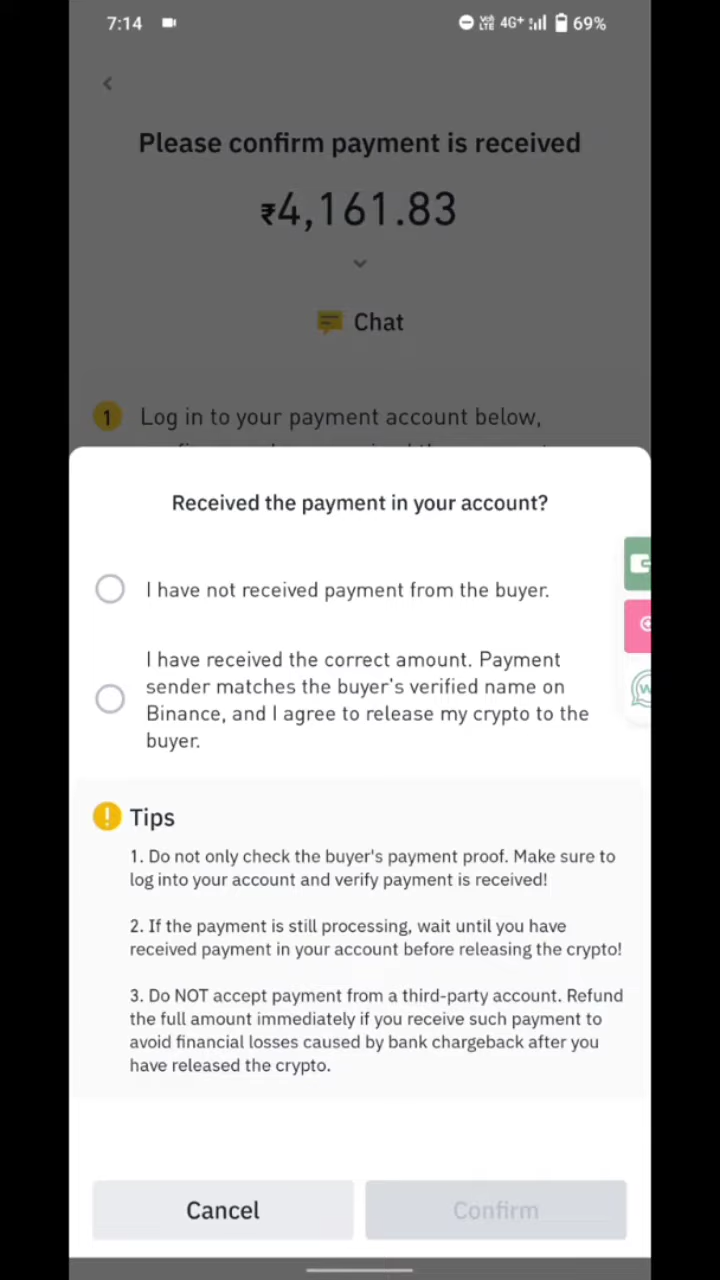 7:14
4G+ 69%
Please confirm payment is received
₹4,161.83
Chat
1 Log in to your payment account below,
Received the payment in your account?
I have not received payment from the buyer.
I have received the correct amount. Payment
sender matches the buyer's verified name on
Binance, and I agree to release my crypto to the
buyer.
Tips
1. Do not only check the buyer's payment proof. Make sure to
log into your account and verify payment is received!
2. If the payment is still processing, wait until you have
received payment in your account before releasing the crypto!
3. Do NOT accept payment from a third-party account. Refund
the full amount immediately if you receive such payment to
avoid financial losses caused by bank chargeback after you
have released the crypto.
Cancel
Confirm